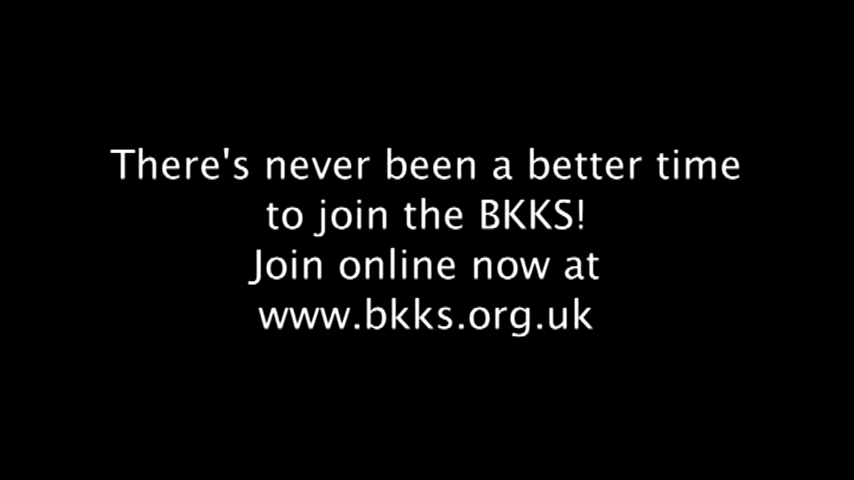 There's never been a better time
to join the BKKS!
Join online now at
www.bkks.org.uk